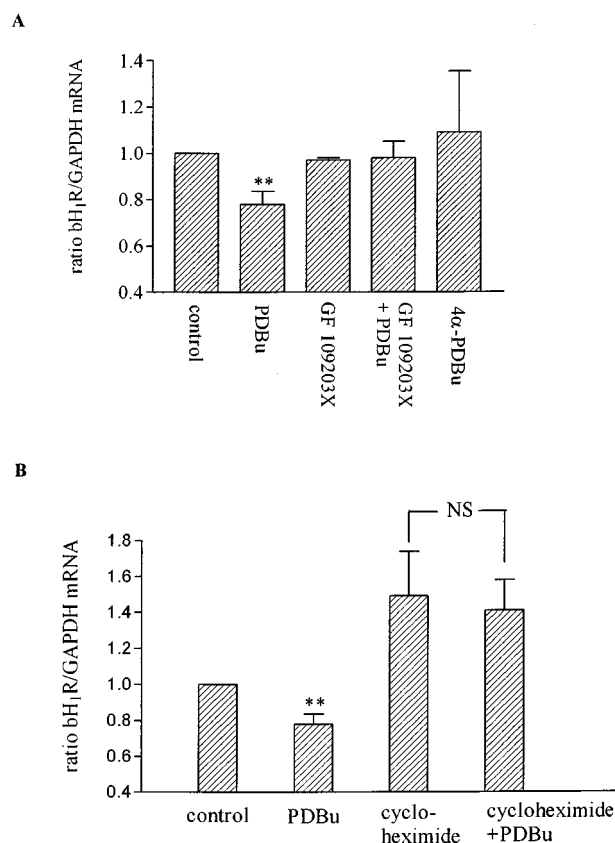 A
ratio bH₁R/GAPDH mRNA
1.4
1.2
1.0
0.8
0.6
0.4
**
control
PDBu
GF 109203X
GF 109203X
+ PDBu
4α-PDBu
B
ratio bH₁R/GAPDH mRNA
1.8
1.6
1.4
1.2
1.0
0.8
0.6
0.4
**
NS
control
PDBu
cyclo-
heximide
cycloheximide
+PDBu